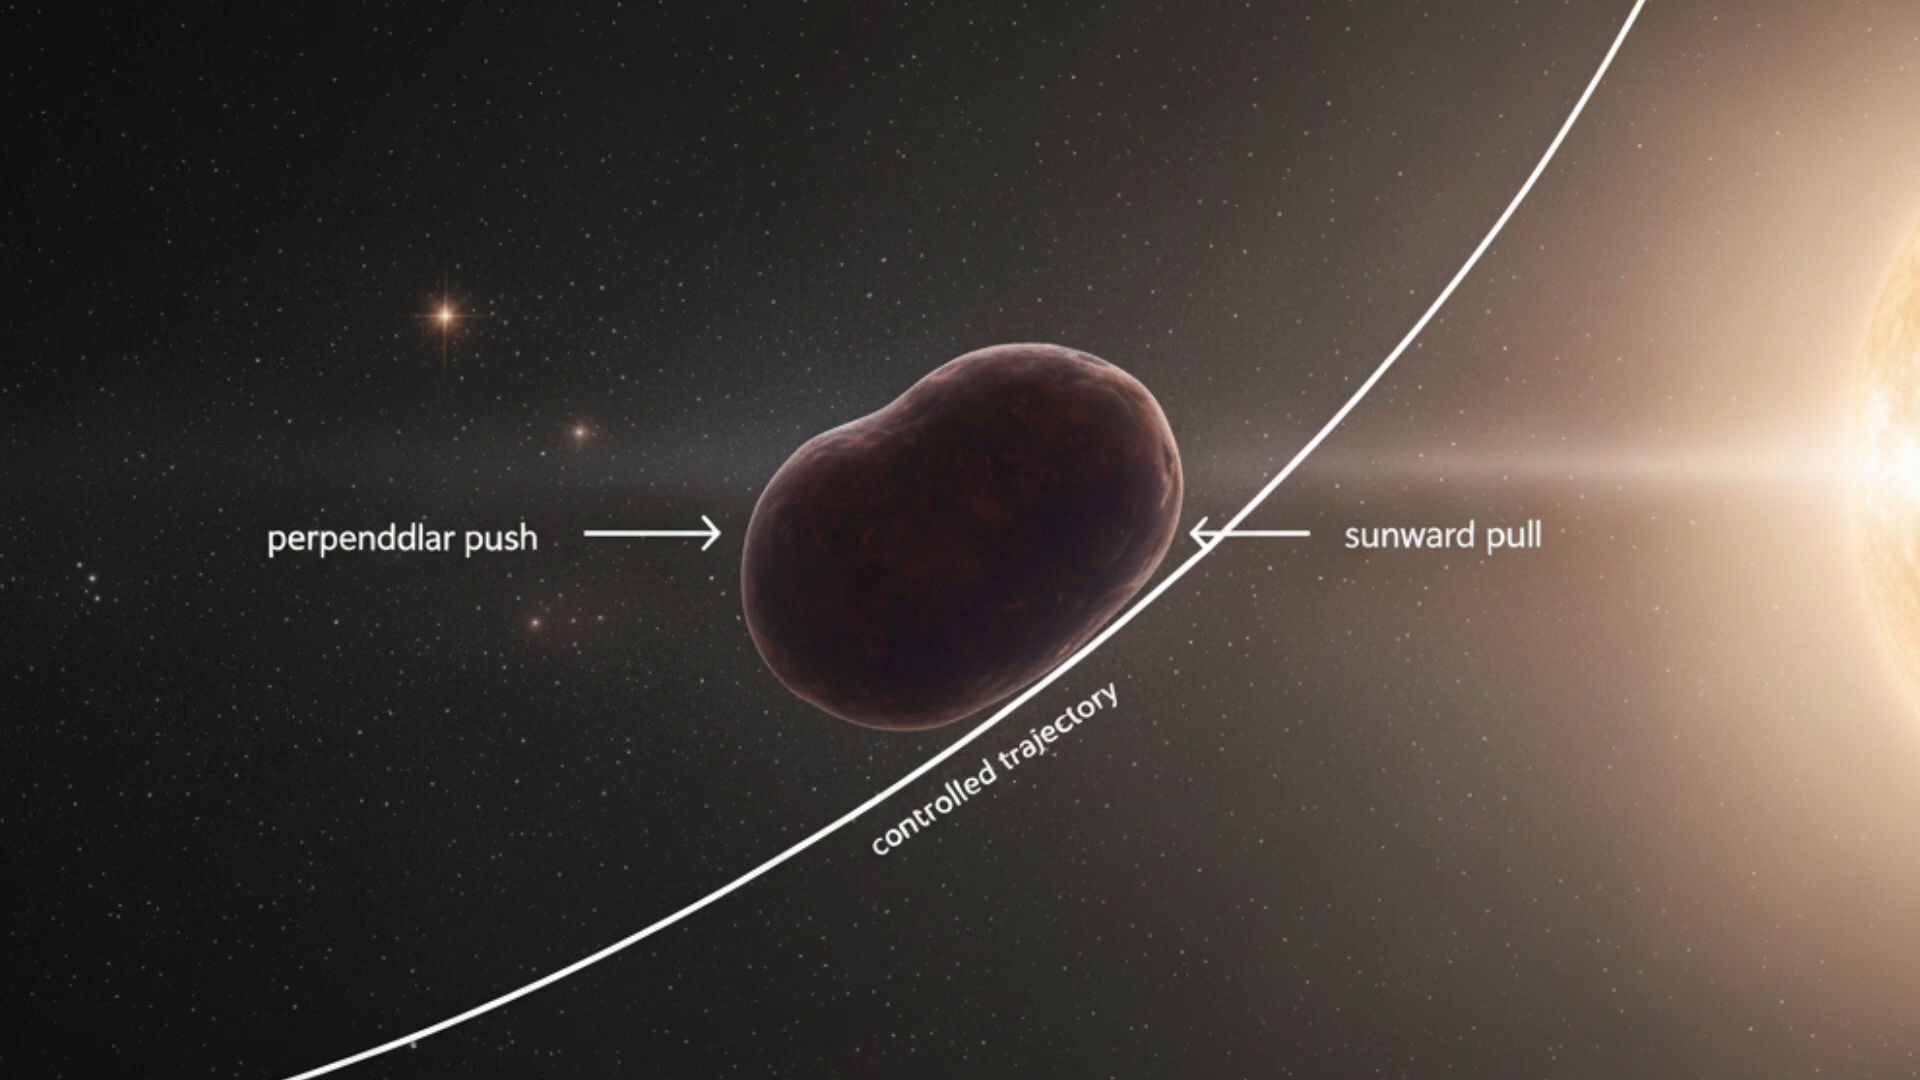 perpenddlar push
sunward pull
controlled trajectory